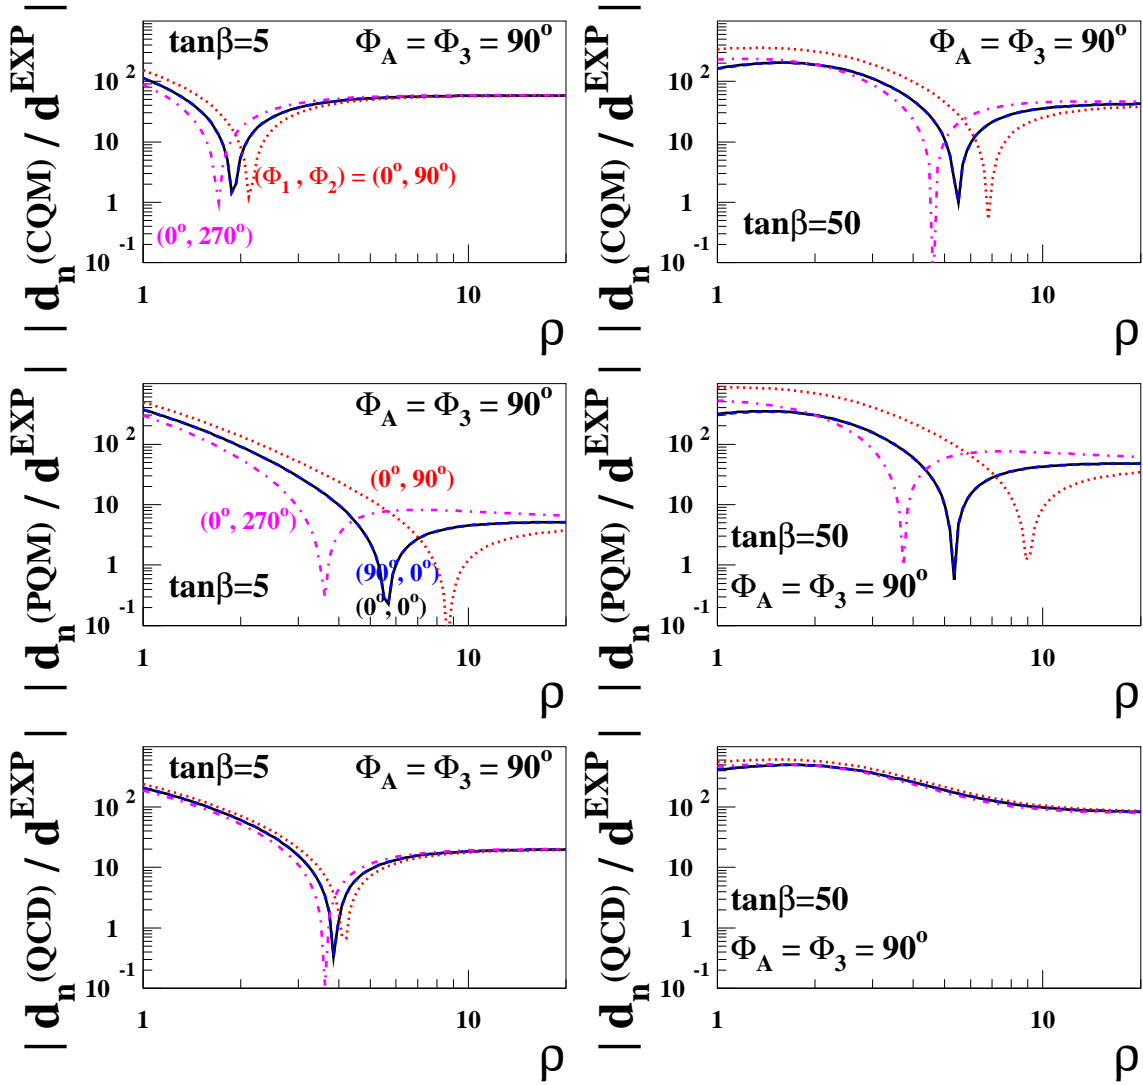 | d_n (CQM) / d^EXP |
tanβ=5
Φ_A = Φ_3 = 90°
10^2
10
1
10^-1
(Φ_1 , Φ_2) = (0°, 90°)
(0°, 270°)
1
10
ρ
| d_n (CQM) / d^EXP |
Φ_A = Φ_3 = 90°
10^2
10
1
10^-1
tanβ=50
1
10
ρ
| d_n (PQM) / d^EXP |
Φ_A = Φ_3 = 90°
10^2
10
1
10^-1
(0°, 90°)
(0°, 270°)
(90°, 0°)
tanβ=5
(0°, 0°)
1
10
ρ
| d_n (PQM) / d^EXP |
10^2
10
1
10^-1
tanβ=50
Φ_A = Φ_3 = 90°
1
10
ρ
| d_n (QCD) / d^EXP |
tanβ=5
Φ_A = Φ_3 = 90°
10^2
10
1
10^-1
1
10
ρ
| d_n (QCD) / d^EXP |
10^2
10
1
10^-1
tanβ=50
Φ_A = Φ_3 = 90°
1
10
ρ